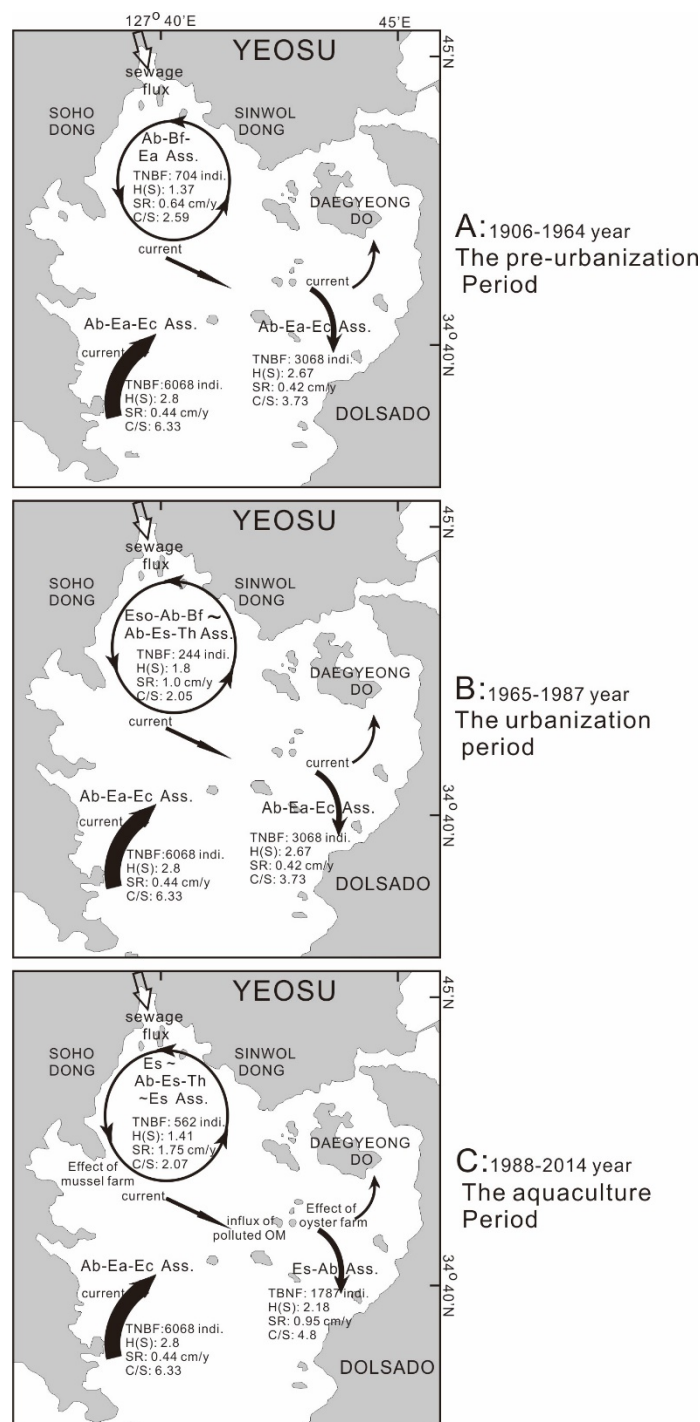 127° 40'E
45'E
YEOSU
45'N
sewage
flux
SOHO
DONG
SINWOL
DONG
Ab-Bf-
Ea Ass.
TNBF: 704 indi.
H(S): 1.37
SR: 0.64 cm/y
C/S: 2.59
DAEGYEONG
DO
current
current
Ab-Ea-Ec Ass.
Ab-Ea-Ec Ass.
current
34° 40'N
TNBF:6068 indi.
H(S): 2.8
SR: 0.44 cm/y
C/S: 6.33
TNBF: 3068 indi.
H(S): 2.67
SR: 0.42 cm/y
C/S: 3.73
DOLSADO
A:1906-1964 year
The pre-urbanization
Period
YEOSU
45'N
sewage
flux
SOHO
DONG
SINWOL
DONG
Eso-Ab-Bf ~
Ab-Es-Th Ass.
TNBF: 244 indi.
H(S): 1.8
SR: 1.0 cm/y
C/S: 2.05
DAEGYEONG
DO
current
current
Ab-Ea-Ec Ass.
Ab-Ea-Ec Ass.
current
34° 40'N
TNBF:6068 indi.
H(S): 2.8
SR: 0.44 cm/y
C/S: 6.33
TNBF: 3068 indi.
H(S): 2.67
SR: 0.42 cm/y
C/S: 3.73
DOLSADO
B:1965-1987 year
The urbanization
period
YEOSU
45'N
sewage
flux
SOHO
DONG
SINWOL
DONG
Es ~
Ab-Es-Th
~Es Ass.
TNBF: 562 indi.
H(S): 1.41
SR: 1.75 cm/y
C/S: 2.07
DAEGYEONG
DO
Effect of
mussel farm
current
influx of
polluted OM
Effect of
oyster farm
Ab-Ea-Ec Ass.
Es-Ab Ass.
current
34° 40'N
TNBF:6068 indi.
H(S): 2.8
SR: 0.44 cm/y
C/S: 6.33
TBNF: 1787 indi.
H(S): 2.18
SR: 0.95 cm/y
C/S: 4.8
DOLSADO
C:1988-2014 year
The aquaculture
Period